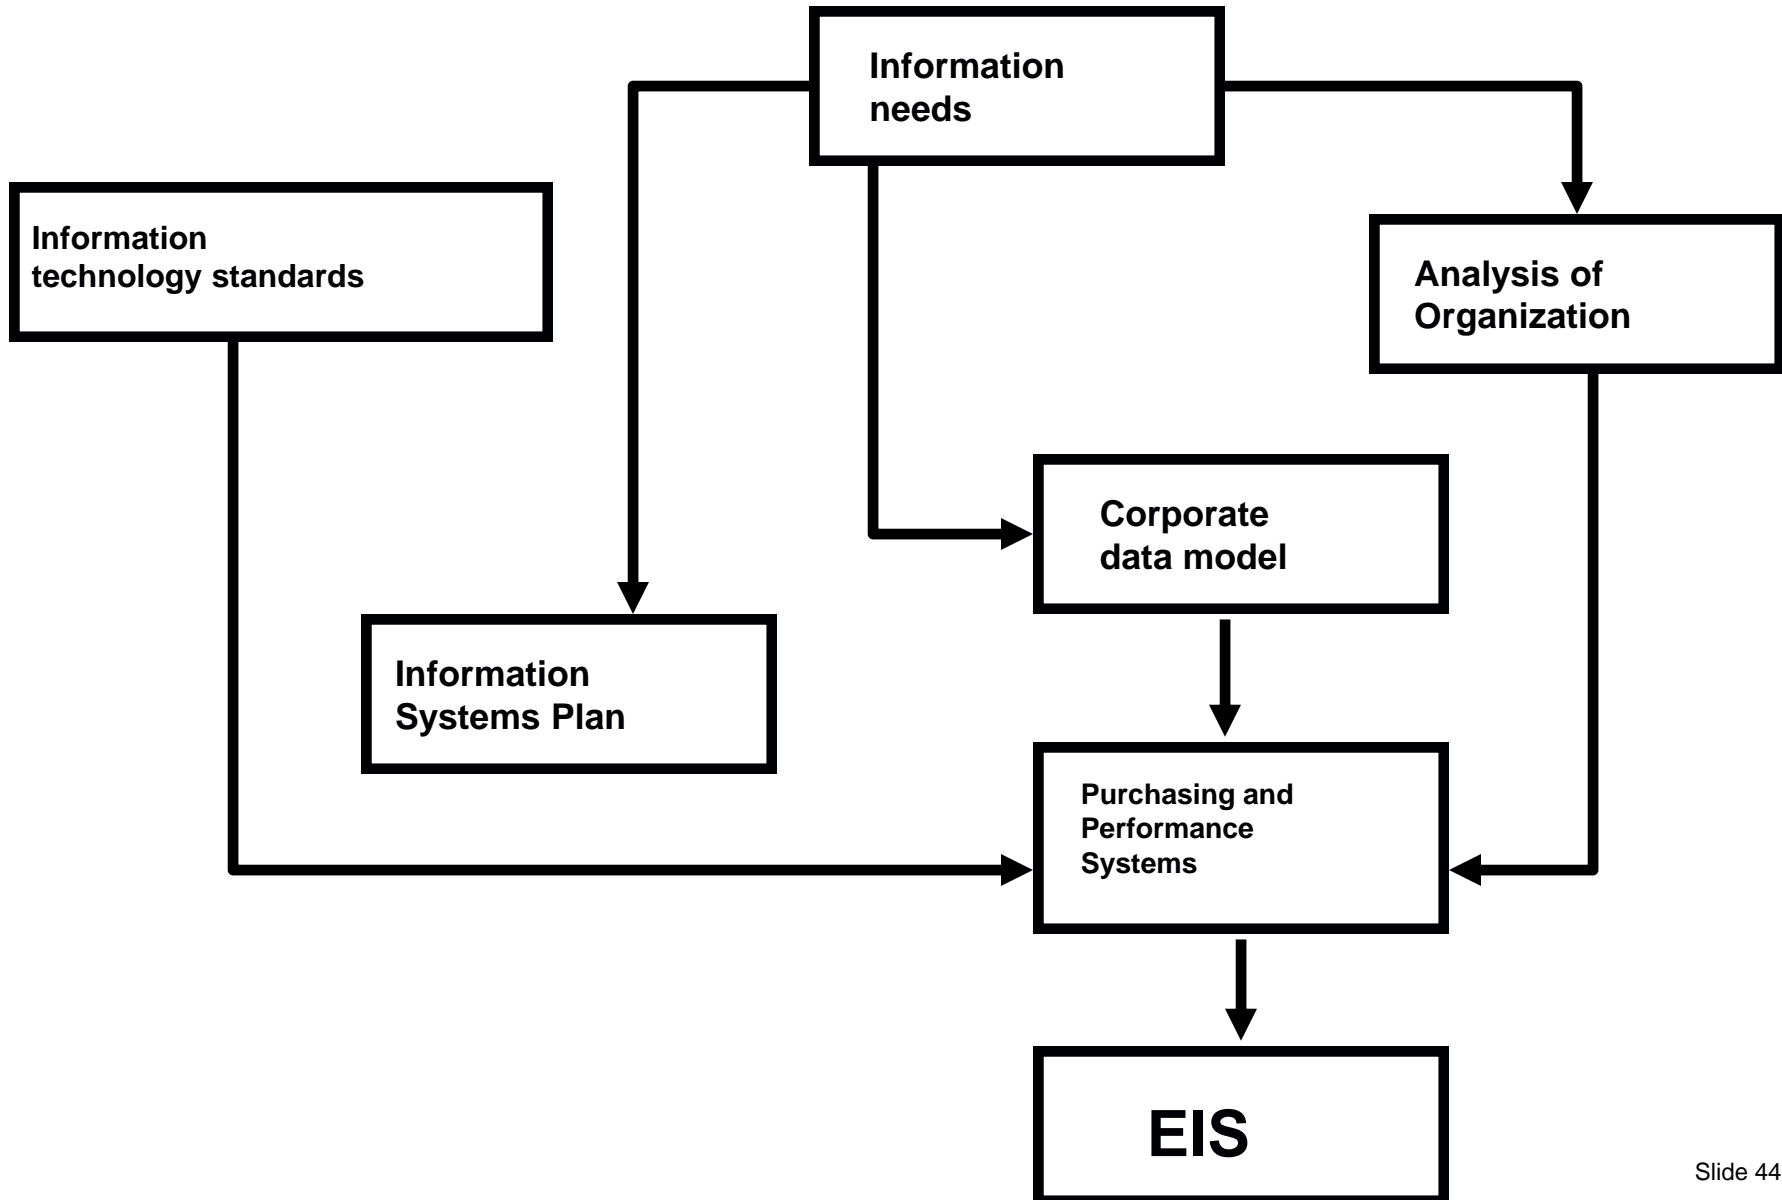 Information
needs
Information
technology standards
Analysis of
Organization
Corporate
data model
Information
Systems Plan
Purchasing and
Performance
Systems
EIS
Slide 44